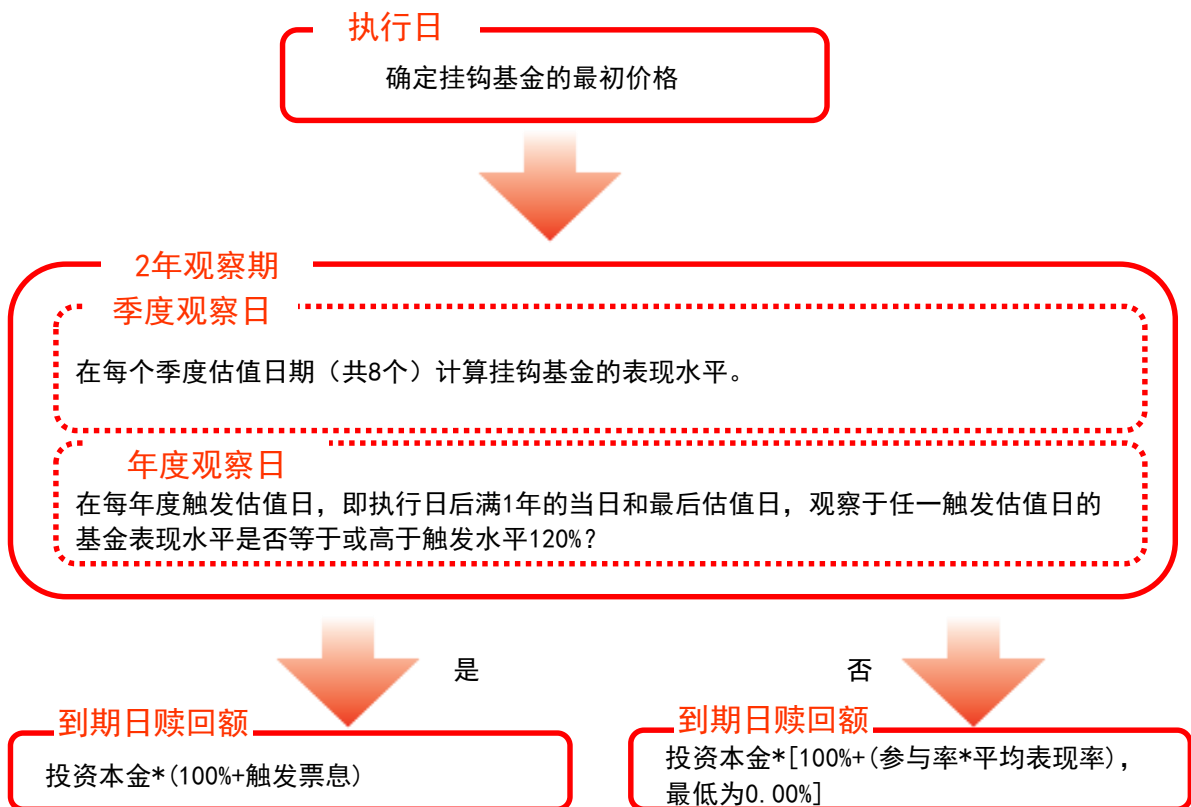 执行日
确定挂钩基金的最初价格
2年观察期
季度观察日
在每个季度估值日期（共8个）计算挂钩基金的表现水平。
年度观察日
在每年度触发估值日，即执行日后满1年的当日和最后估值日，观察于任一触发估值日的
基金表现水平是否等于或高于触发水平120%?
是
否
到期日赎回额
投资本金*(100%+触发票息)
到期日赎回额
投资本金*[100%+(参与率*平均表现率)，
最低为0.00%]